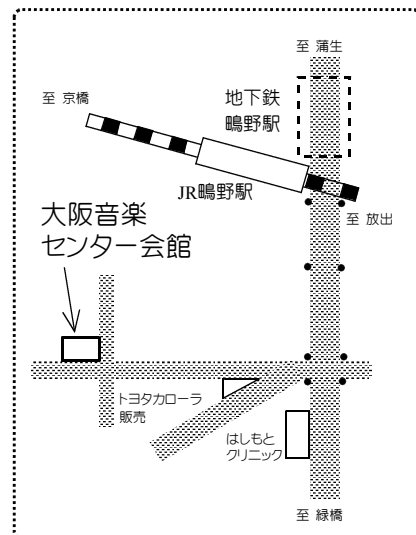 至 蒲生
至 京橋
地下鉄
鴫野駅
JR鴫野駅
至 放出
大阪音楽
センター会館
トヨタカローラ
販売
はしもと
クリニック
至 緑橋